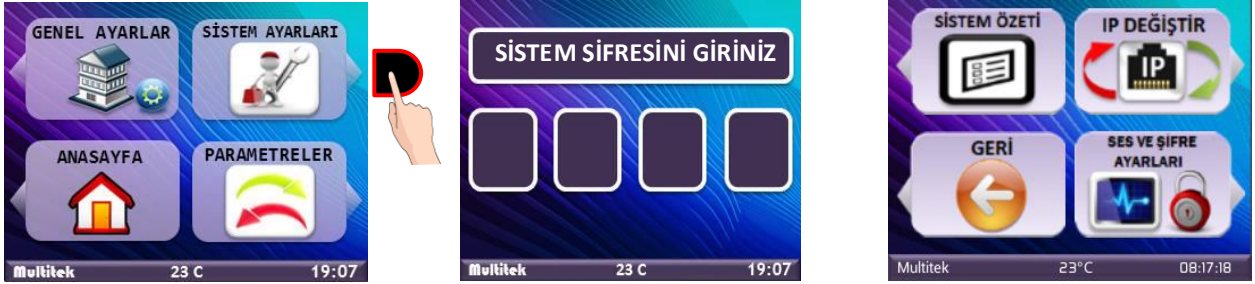 GENEL AYARLAR
SİSTEM AYARLARI
ANASAYFA
PARAMETRELER
Multitek 23 C 19:07
SİSTEM ŞİFRESİNİ GİRİNİZ
Multitek 23 C 19:07
SİSTEM ÖZETİ
IP DEĞİŞTİR
IP
GERİ
SES VE ŞİFRE
AYARLARI
Multitek 23°C 08:17:18